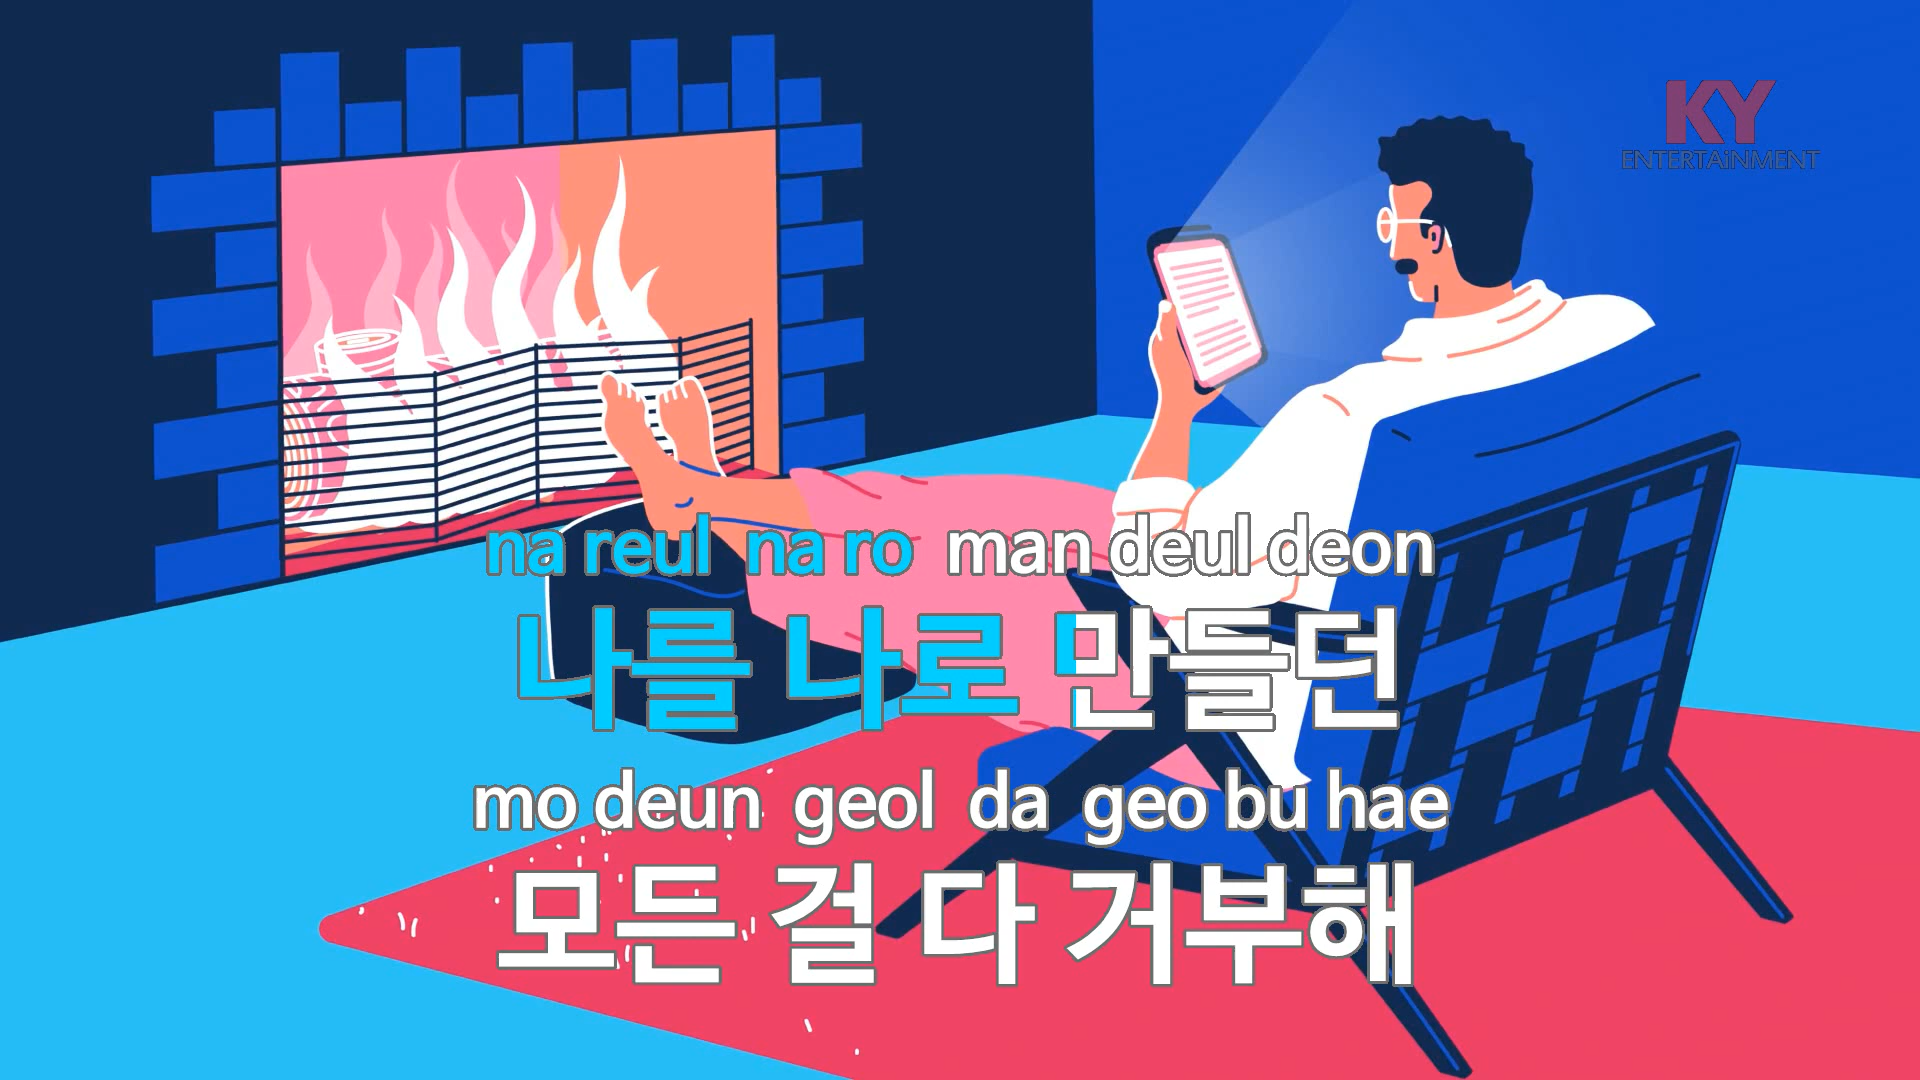 KY
ENTERTAiNMENT
na reul na ro man deul deon
나를 나로 만들던
mo deun geol da geo bu hae
모든 걸 다 거부해